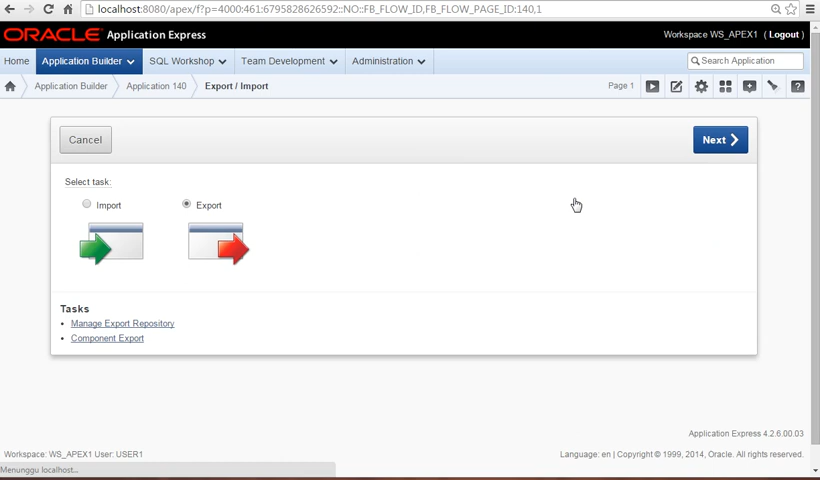 localhost:8080/apex/f?p=4000:461:6795828626592::NO::FB_FLOW_ID,FB_FLOW_PAGE_ID:140,1
ORACLE Application Express
Workspace WS_APEX1 ( Logout )
Home Application Builder SQL Workshop Team Development Administration Search Application
Application Builder Application 140 Export / Import Page 1 ?
Cancel
Next
Select task:
Import Export
Tasks
Manage Export Repository
Component Export
Application Express 4.2.6.00.03
Workspace: WS_APEX1 User: USER1
Language: en | Copyright © 1999, 2014, Oracle. All rights reserved.
Menunggu localhost...